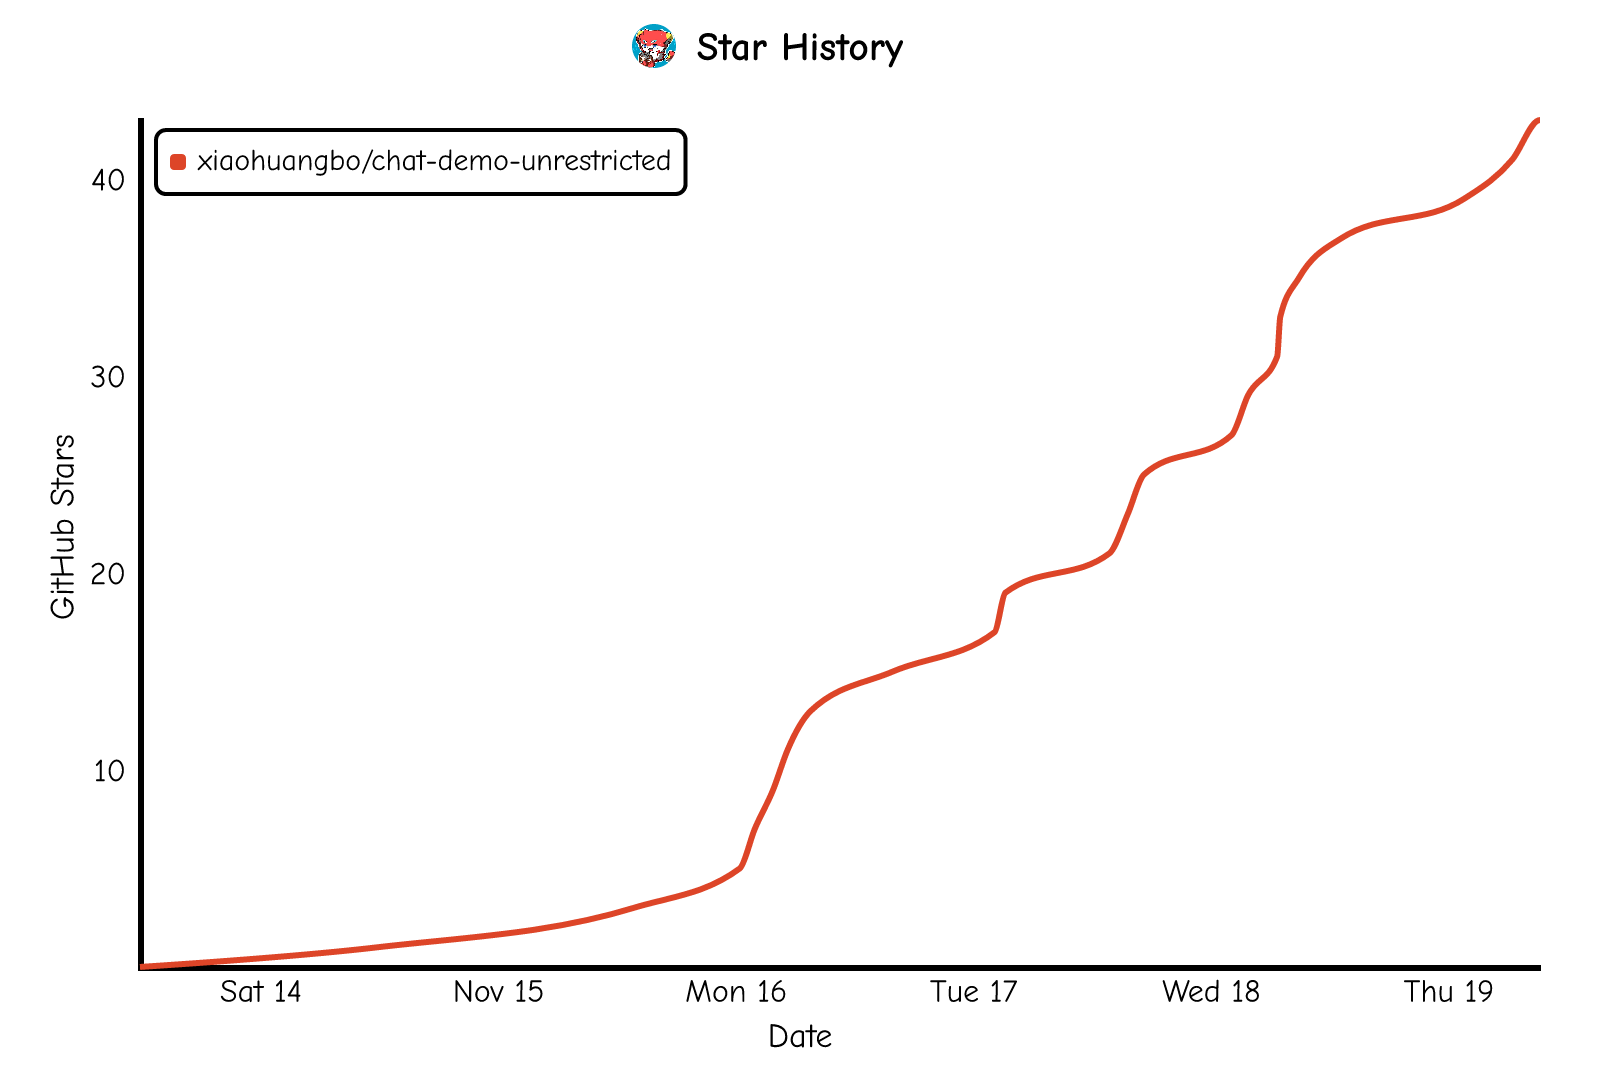 Star History
xiaohuangbo/chat-demo-unrestricted
40
30
20
10
GitHub Stars
Sat 14
Nov 15
Mon 16
Tue 17
Wed 18
Thu 19
Date